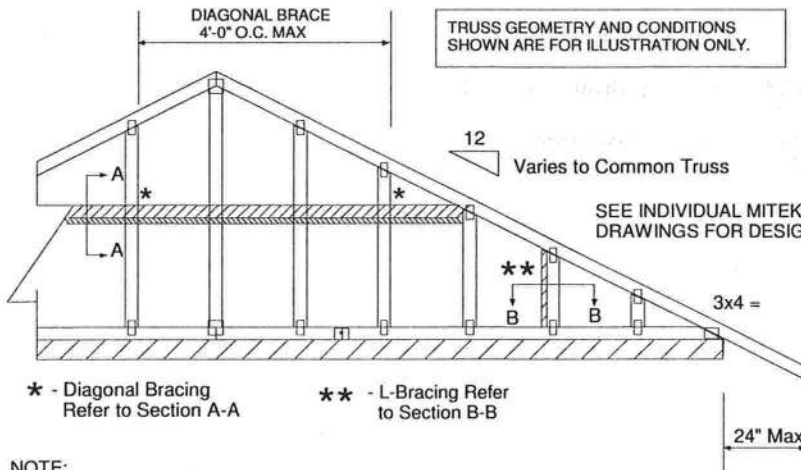 DIAGONAL BRACE
4'-0" O.C. MAX
TRUSS GEOMETRY AND CONDITIONS
SHOWN ARE FOR ILLUSTRATION ONLY.
12
Varies to Common Truss
A
*
*
SEE INDIVIDUAL MITEK
DRAWINGS FOR DESIG
A
**
B
B
3x4 =
* - Diagonal Bracing
Refer to Section A-A
** - L-Bracing Refer
to Section B-B
24" Max
NOTE: